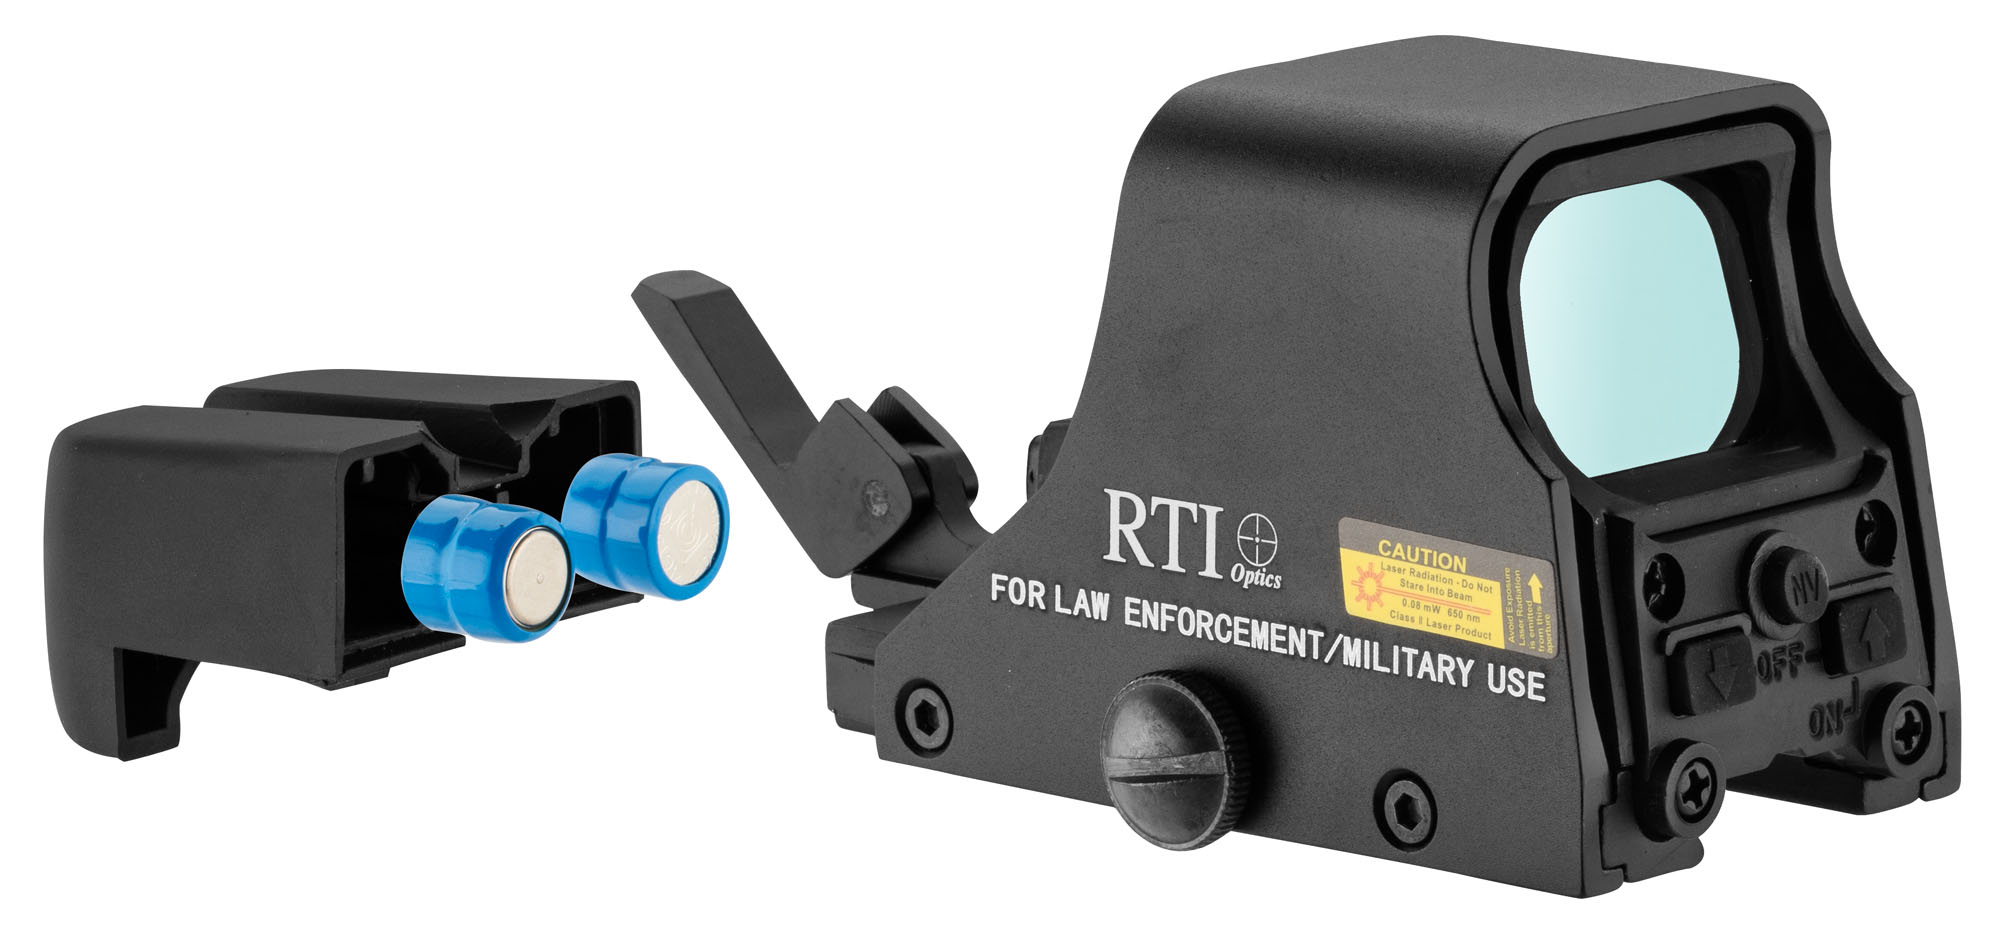 RTI
Optics
FOR LAW ENFORCEMENT/MILITARY USE
CAUTION
Laser Radiation - Do Not
Stare Into Beam
0.08 mW 650 nm
Class II Laser Product
Avoid Exposure
Laser Radiation
is emitted
from this
aperture
NV
OFF
ON